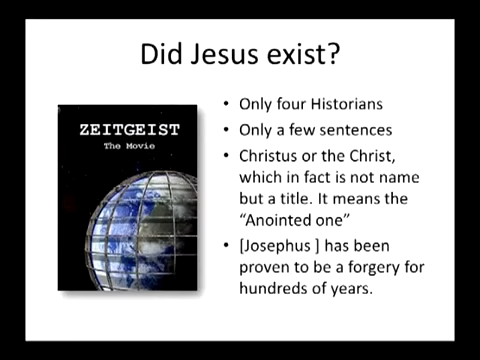 Did Jesus exist?
ZEITGEIST
The Movie
• Only four Historians
• Only a few sentences
• Christus or the Christ,
which in fact is not name
but a title. It means the
“Anointed one”
• [Josephus ] has been
proven to be a forgery for
hundreds of years.